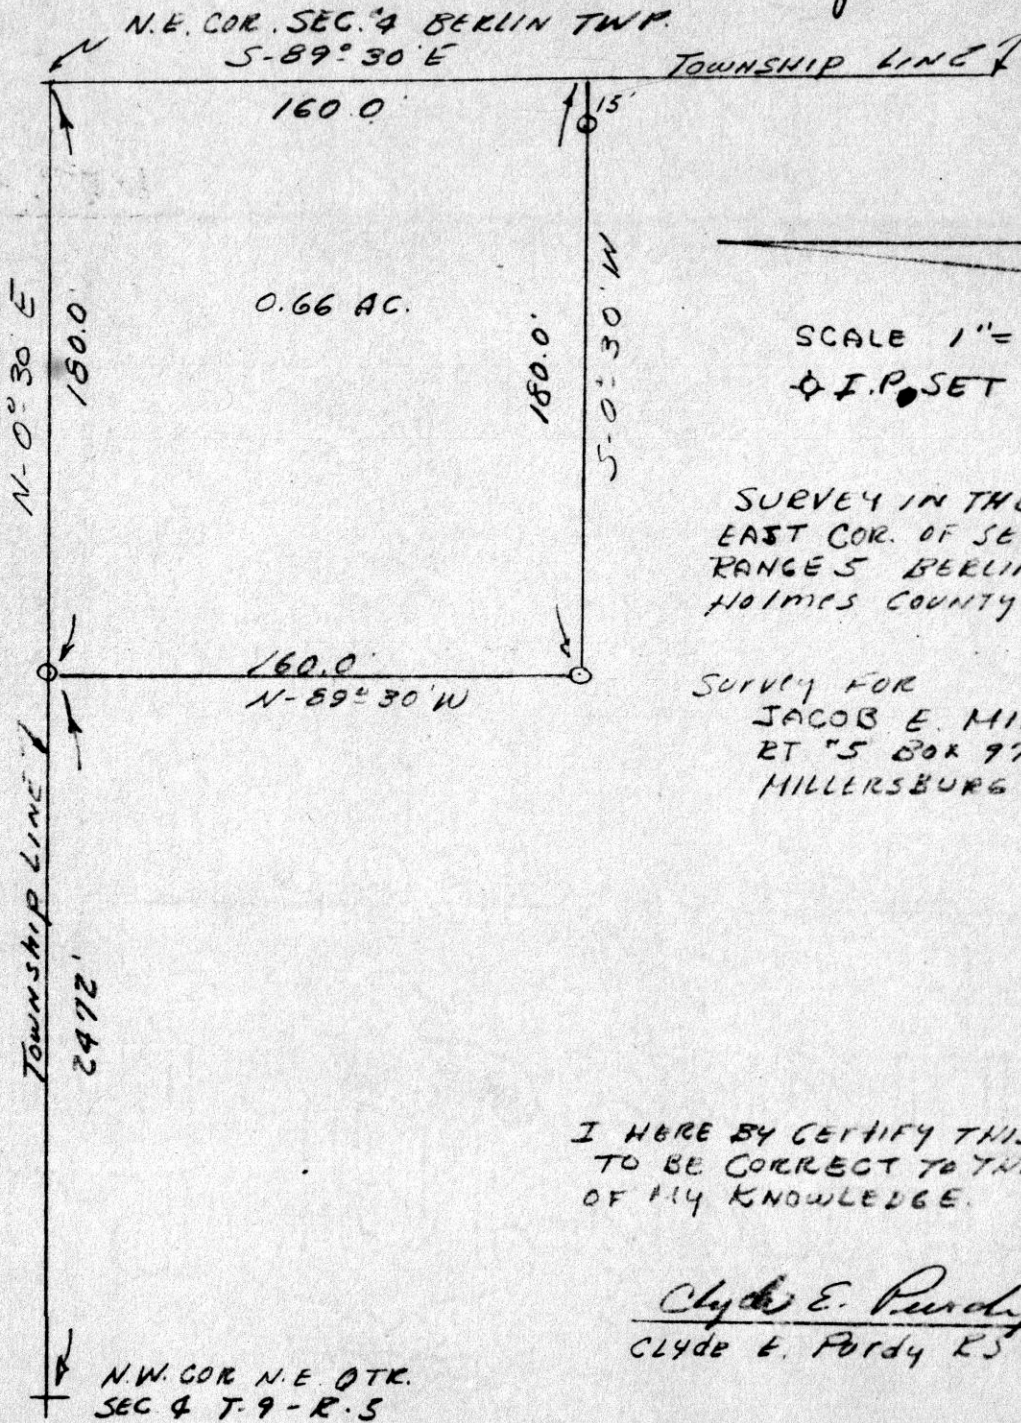 N.E. COR. SEC. 4 BERLIN TWP.
S-89° 30' E
TOWNSHIP LINE
160.0'
15'
N-0° 30' E
180.0'
0.66 AC.
180.0'
S-0° 30' W
SCALE 1"=
I.P. SET
SURVEY IN THE
EAST COR. OF SE
RANGE 5 BERLIN
HOLMES COUNTY
160.0'
N-89° 30' W
Survey FOR
JACOB E. MI
RT #5 BOX 97
MILLERSBURG
TOWNSHIP LINE
2472'
I HERE BY CERTIFY THIS
TO BE CORRECT TO THE
OF MY KNOWLEDGE.
Clyde E. Purdy
CLYDE E. Purdy RS
N.W. COR N.E. QTR.
SEC 4 T-9-R-5